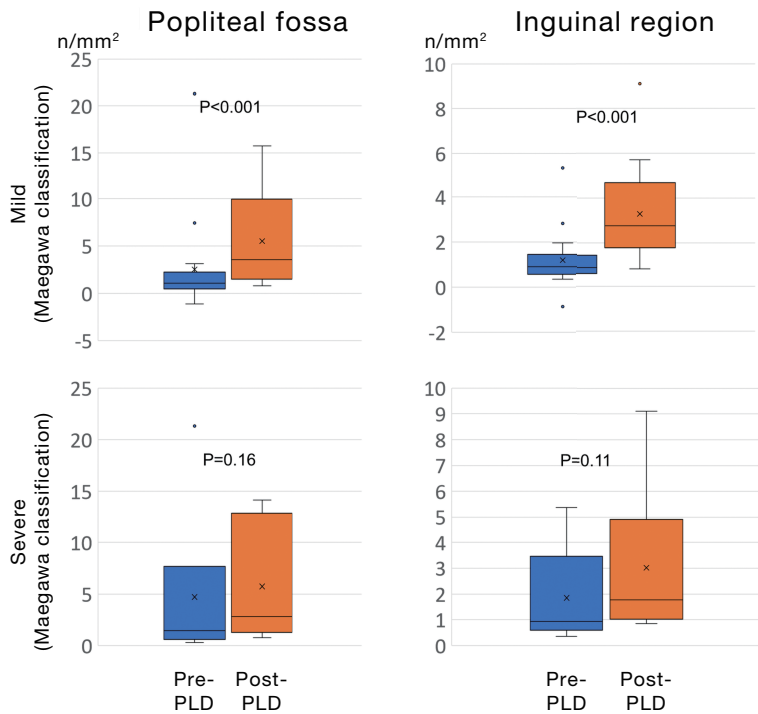 Popliteal fossa
Inguinal region
n/mm²
n/mm²
Mild
(Maegawa classification)
25
20
15
10
5
0
-5
P<0.001
10
8
6
4
2
0
-2
P<0.001
Severe
(Maegawa classification)
25
20
15
10
5
0
P=0.16
10
9
8
7
6
5
4
3
2
1
0
P=0.11
Pre-
PLD
Post-
PLD
Pre-
PLD
Post-
PLD